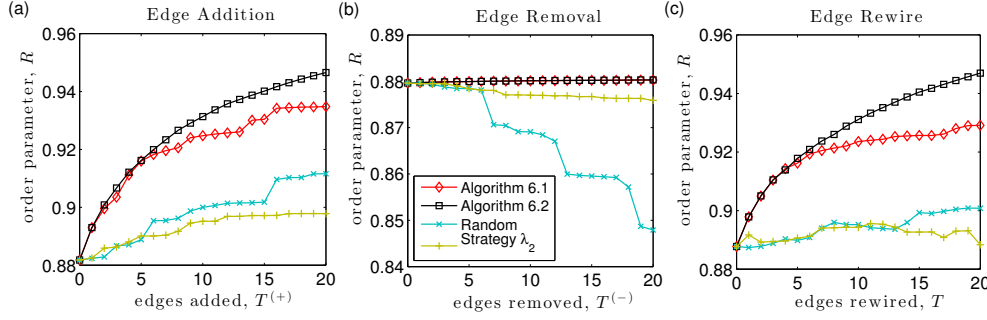 (a)
Edge Addition
order parameter, R
0.96
0.94
0.92
0.9
0.88
0
5
10
15
20
edges added, T^(+)
(b)
Edge Removal
order parameter, R
0.89
0.88
0.87
0.86
0.85
0.84
Algorithm 6.1
Algorithm 6.2
Random
Strategy λ_2
0
5
10
15
20
edges removed, T^(−)
(c)
Edge Rewire
order parameter, R
0.96
0.94
0.92
0.9
0.88
0
5
10
15
20
edges rewired, T